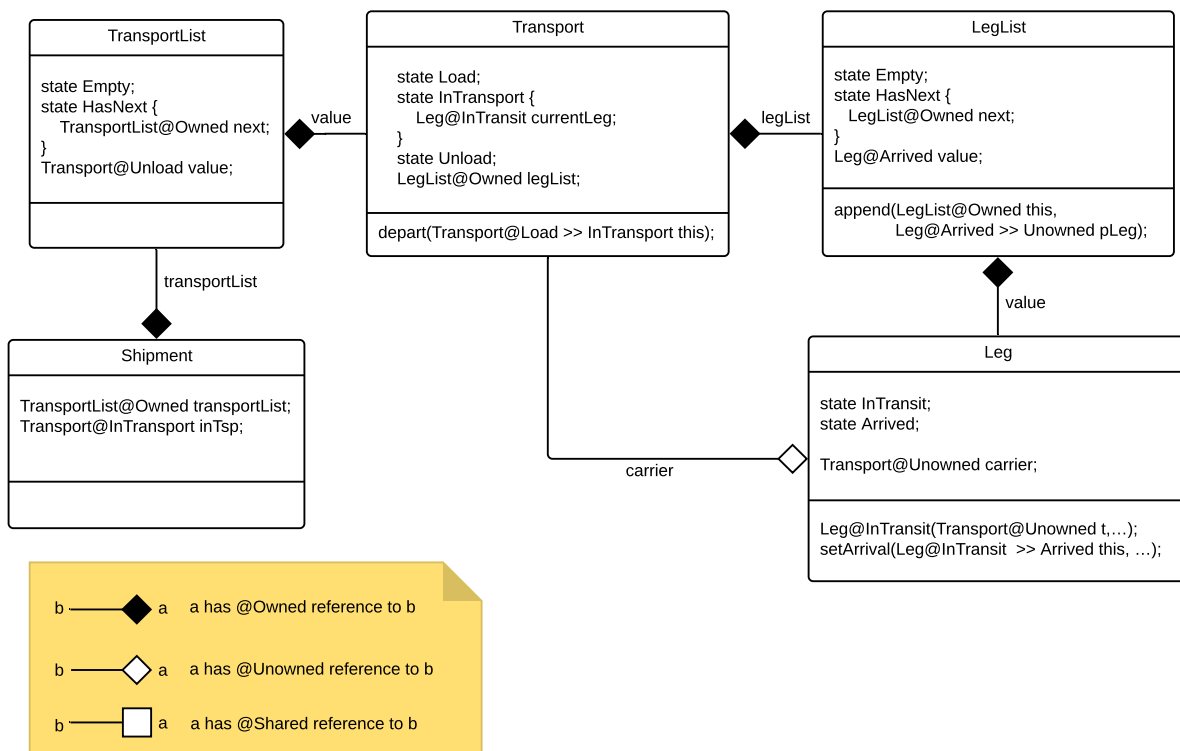 TransportList
state Empty;
state HasNext {
TransportList@Owned next;
}
Transport@Unload value;
value
Transport
state Load;
state InTransport {
Leg@InTransit currentLeg;
}
state Unload;
LegList@Owned legList;
depart(Transport@Load >> InTransport this);
legList
LegList
state Empty;
state HasNext {
LegList@Owned next;
}
Leg@Arrived value;
append(LegList@Owned this,
Leg@Arrived >> Unowned pLeg);
transportList
value
Shipment
TransportList@Owned transportList;
Transport@InTransport inTsp;
carrier
Leg
state InTransit;
state Arrived;
Transport@Unowned carrier;
Leg@InTransit(Transport@Unowned t,...);
setArrival(Leg@InTransit >> Arrived this, ...);
b a a has @Owned reference to b
b a a has @Unowned reference to b
b a a has @Shared reference to b